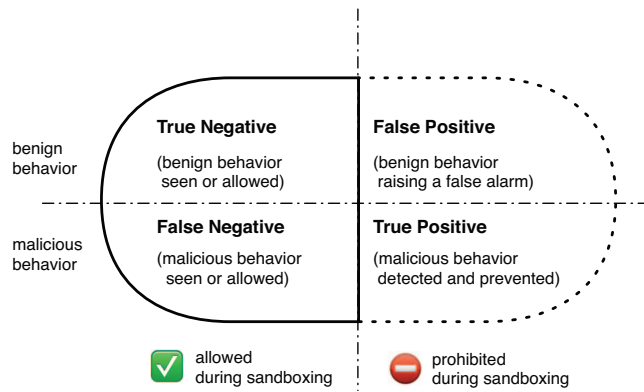 True Negative
False Positive
benign
behavior
(benign behavior
seen or allowed)
(benign behavior
raising a false alarm)
malicious
behavior
False Negative
True Positive
(malicious behavior
seen or allowed)
(malicious behavior
detected and prevented)
allowed
during sandboxing
prohibited
during sandboxing